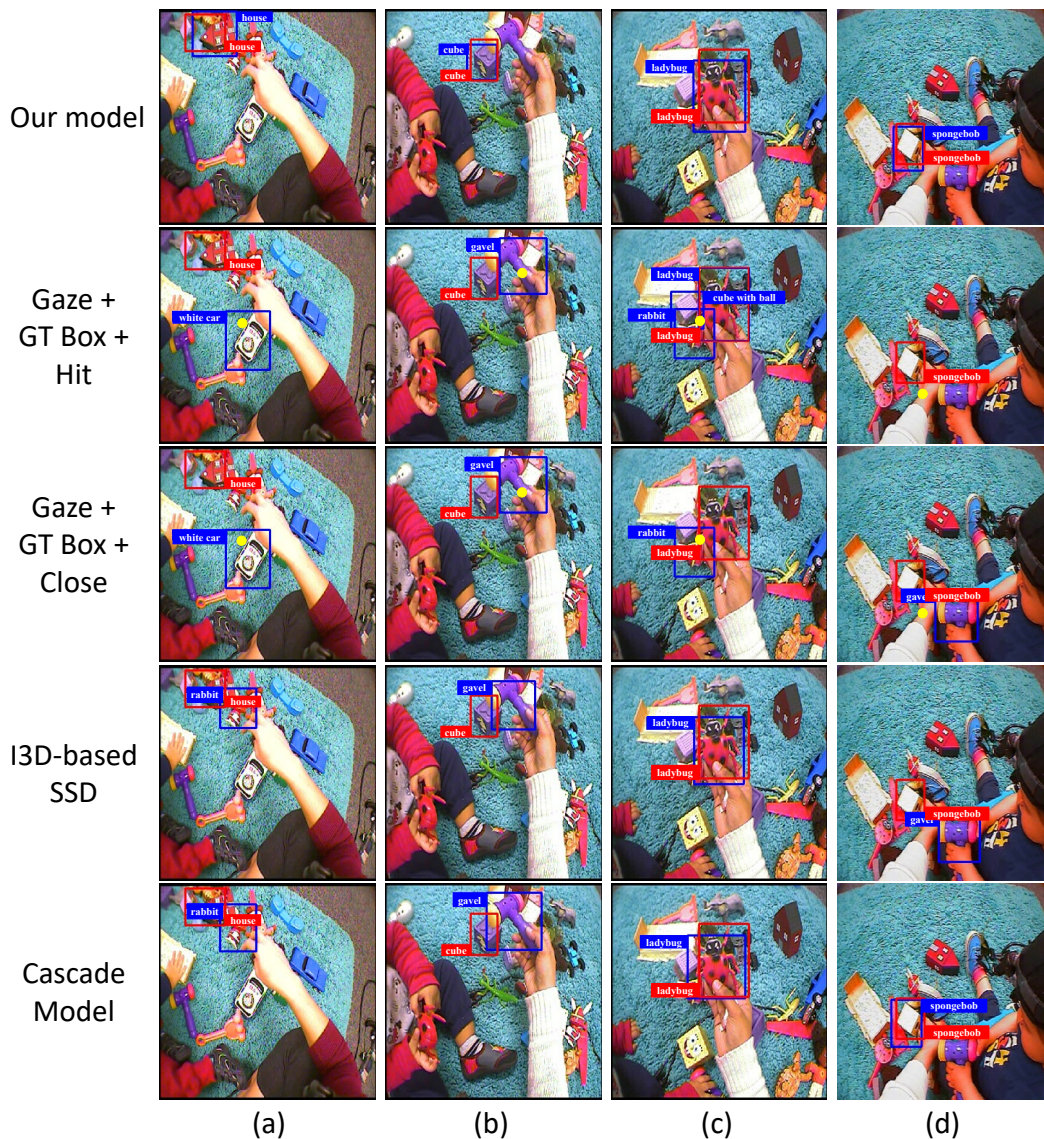 Our model
house
house
cube
cube
ladybug
ladybug
spongebob
spongebob
Gaze +
GT Box +
Hit
house
white car
gavel
cube
ladybug
cube with ball
rabbit
ladybug
spongebob
Gaze +
GT Box +
Close
house
white car
gavel
cube
rabbit
ladybug
spongebob
gavel
I3D-based
SSD
rabbit
house
gavel
cube
ladybug
ladybug
spongebob
gavel
Cascade
Model
rabbit
house
gavel
cube
ladybug
ladybug
spongebob
spongebob
(a)
(b)
(c)
(d)